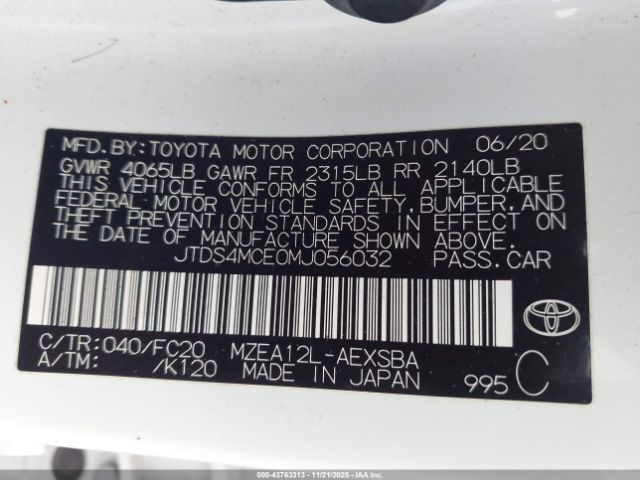 MFD.BY:TOYOTA MOTOR CORPORATION 06/20
GVWR 4065LB GAWR FR 2315LB RR 2140LB
THIS VEHICLE CONFORMS TO ALL APPLICABLE
FEDERAL MOTOR VEHICLE SAFETY,BUMPER,AND
THEFT PREVENTION STANDARDS IN EFFECT ON
THE DATE OF MANUFACTURE SHOWN ABOVE.
JTDS4MCE0MJ056032 PASS.CAR
C/TR:040/FC20 MZEA12L-AEXSBA
A/TM: /K120 MADE IN JAPAN 995 C
000-43763313 - 11/21/2025 - IAAI.CA